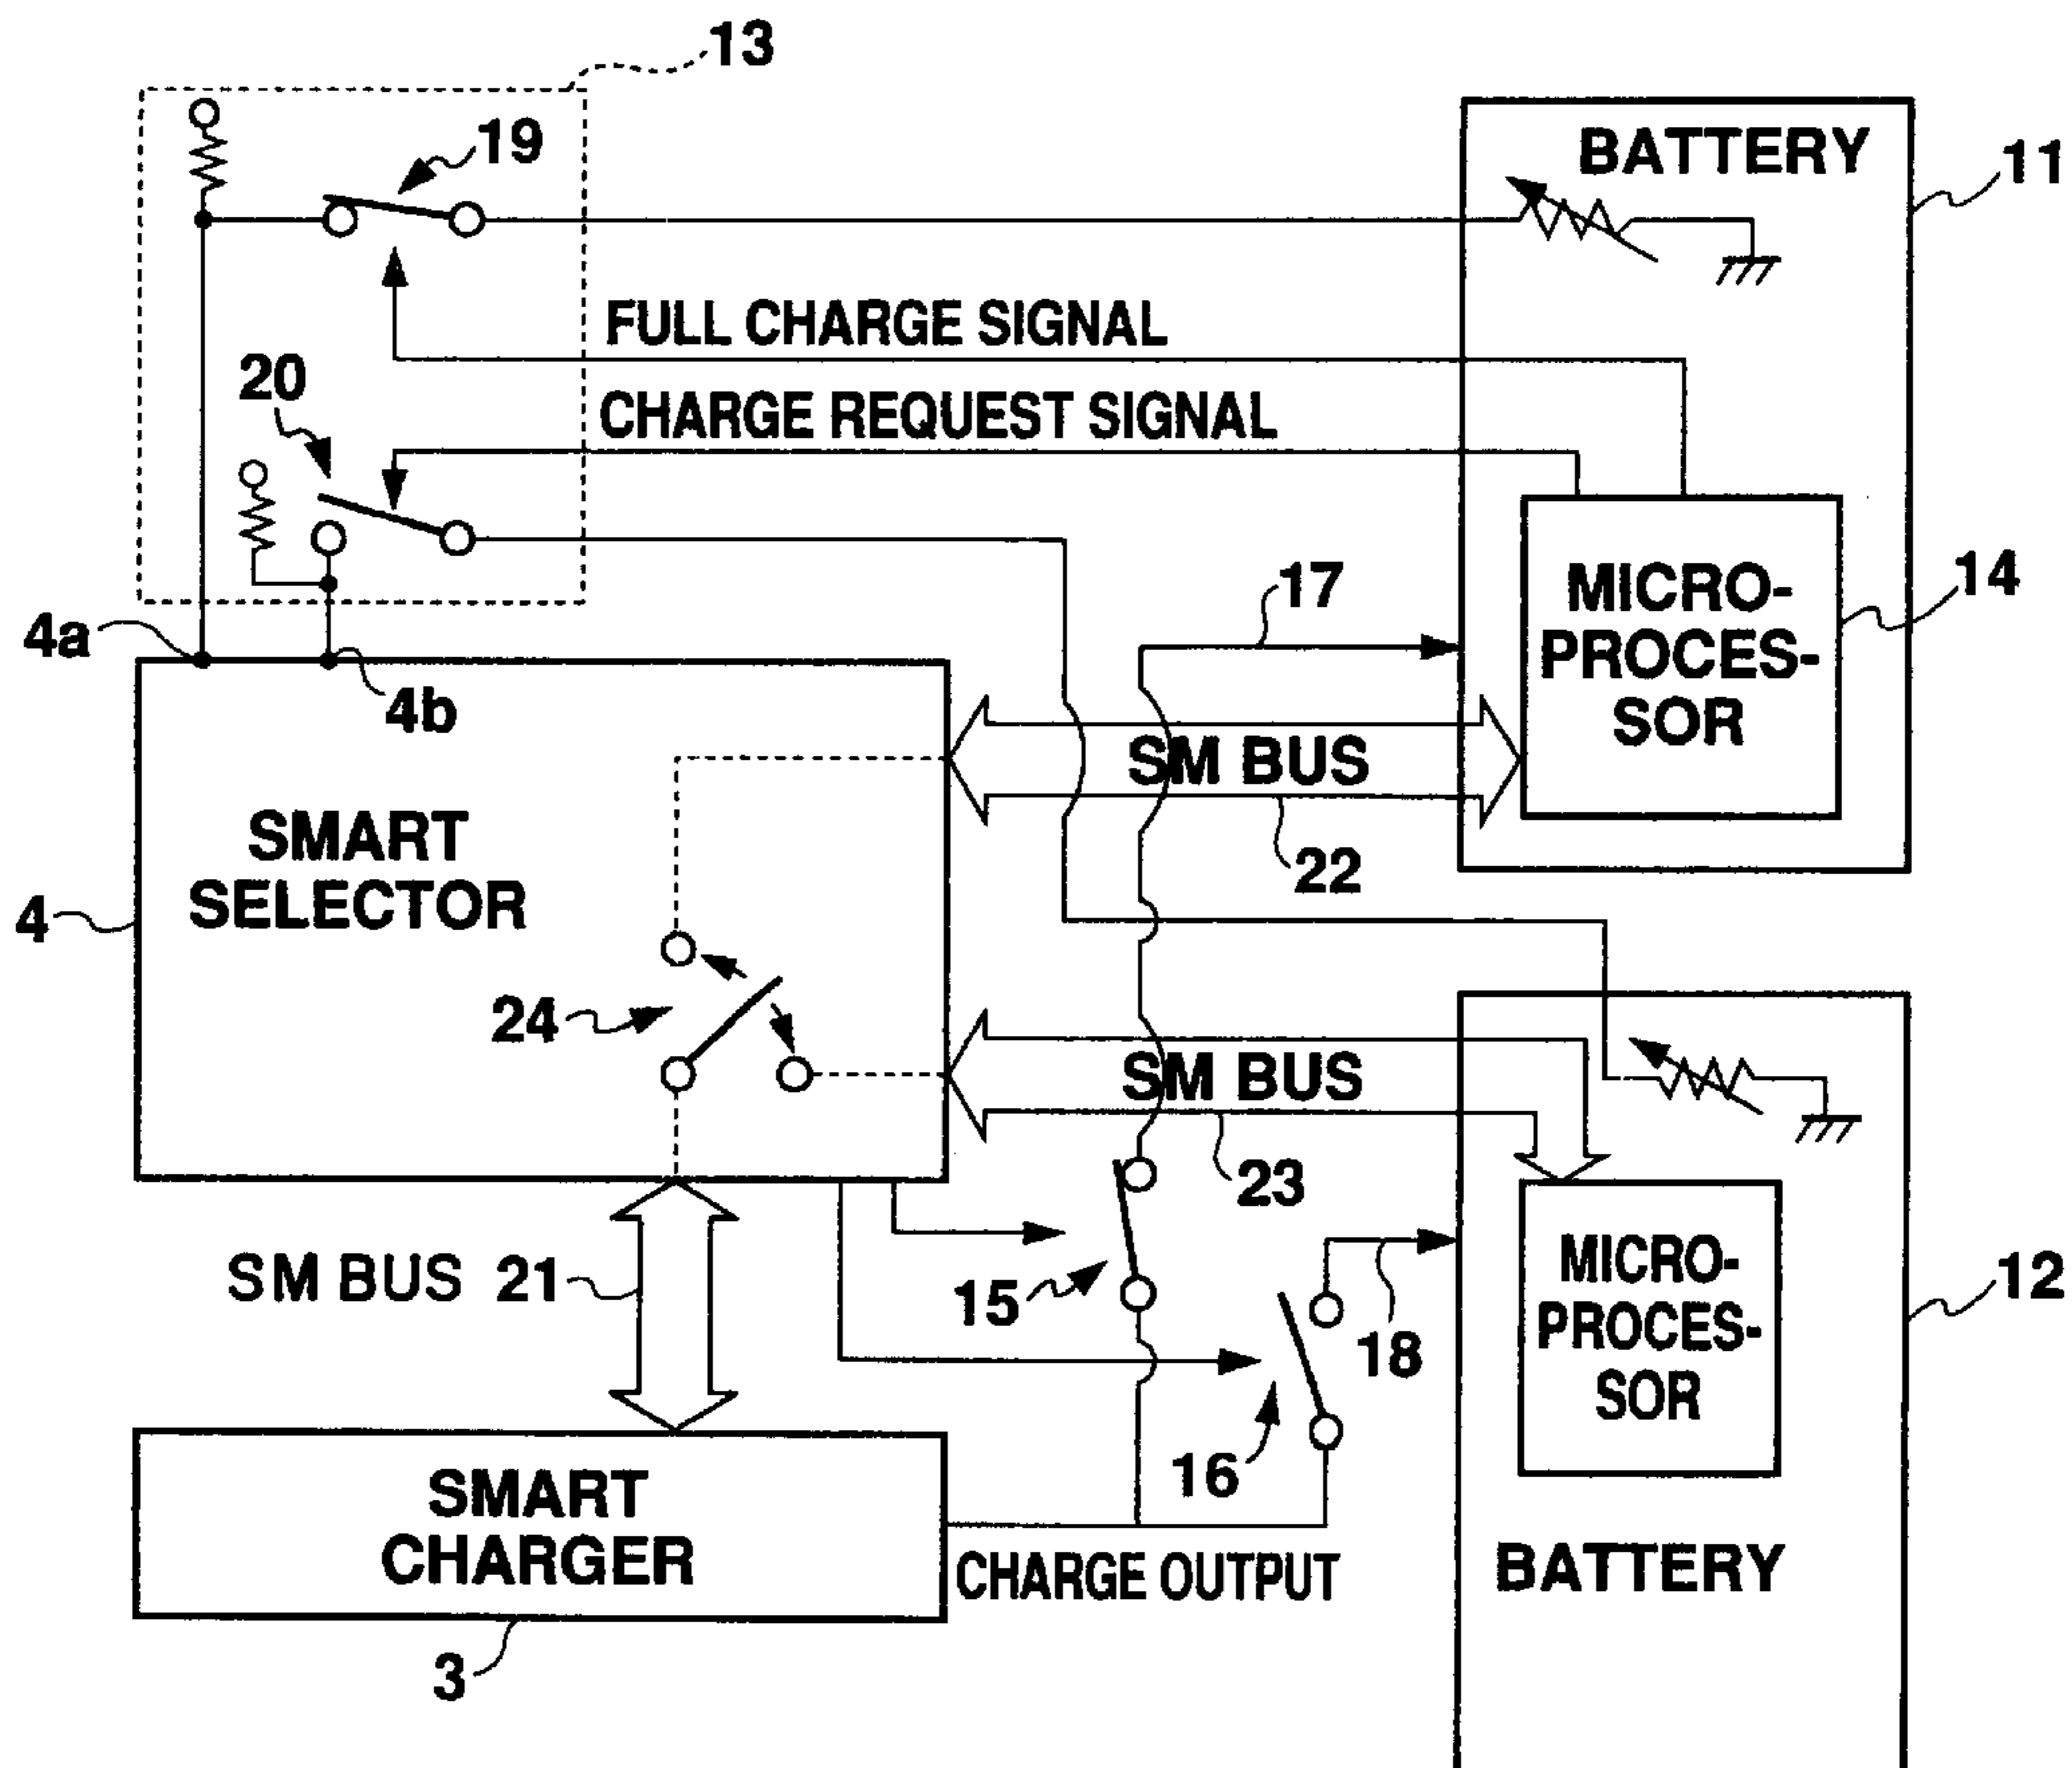 13
19
BATTERY
11
FULL CHARGE SIGNAL
20
CHARGE REQUEST SIGNAL
17
14
MICRO-
PROCES-
SOR
4a
4b
SM BUS
22
SMART
SELECTOR
4
24
SM BUS
23
SM BUS 21
15
18
16
12
MICRO-
PROCES-
SOR
SMART
CHARGER
CHARGE OUTPUT
BATTERY
3